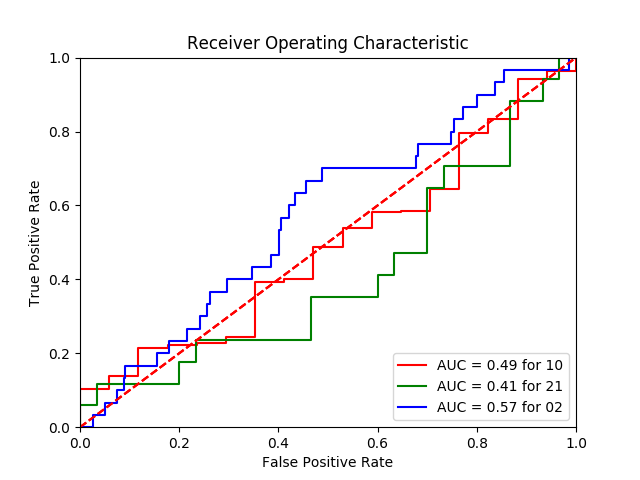 Receiver Operating Characteristic
1.0
0.8
0.6
0.4
0.2
0.0
True Positive Rate
AUC = 0.49 for 10
AUC = 0.41 for 21
AUC = 0.57 for 02
0.0 0.2 0.4 0.6 0.8 1.0
False Positive Rate